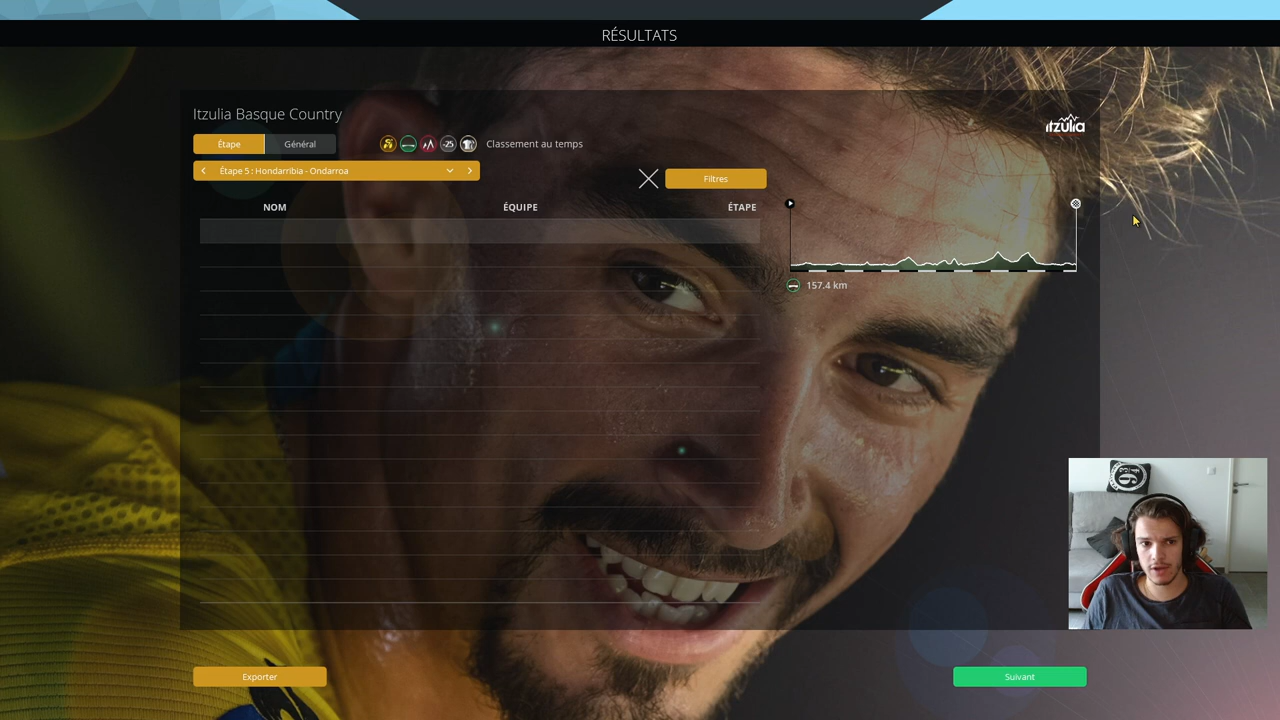 RÉSULTATS
Itzulia Basque Country
itzulia
Étape
Général
-25
Classement au temps
Étape 5 : Hondarribia - Ondarroa
Filtres
NOM
ÉQUIPE
ÉTAPE
157.4 km
Exporter
Suivant